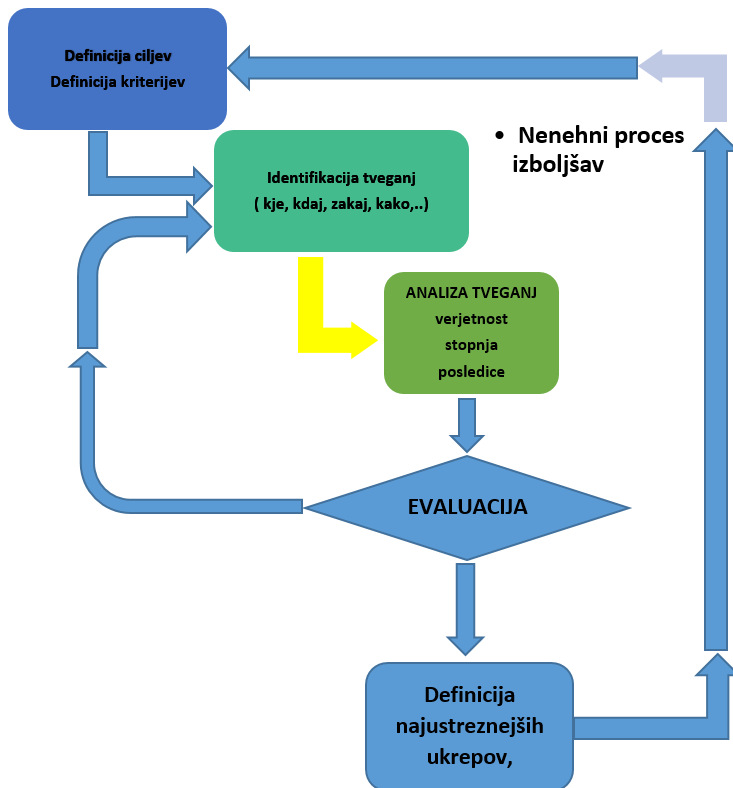 Definicija ciljev
Definicija kriterijev
• Nenehni proces
izboljšav
Identifikacija tveganj
( kje, kdaj, zakaj, kako,..)
ANALIZA TVEGANJ
verjetnost
stopnja
posledice
EVALUACIJA
Definicija
najustreznejših
ukrepov,